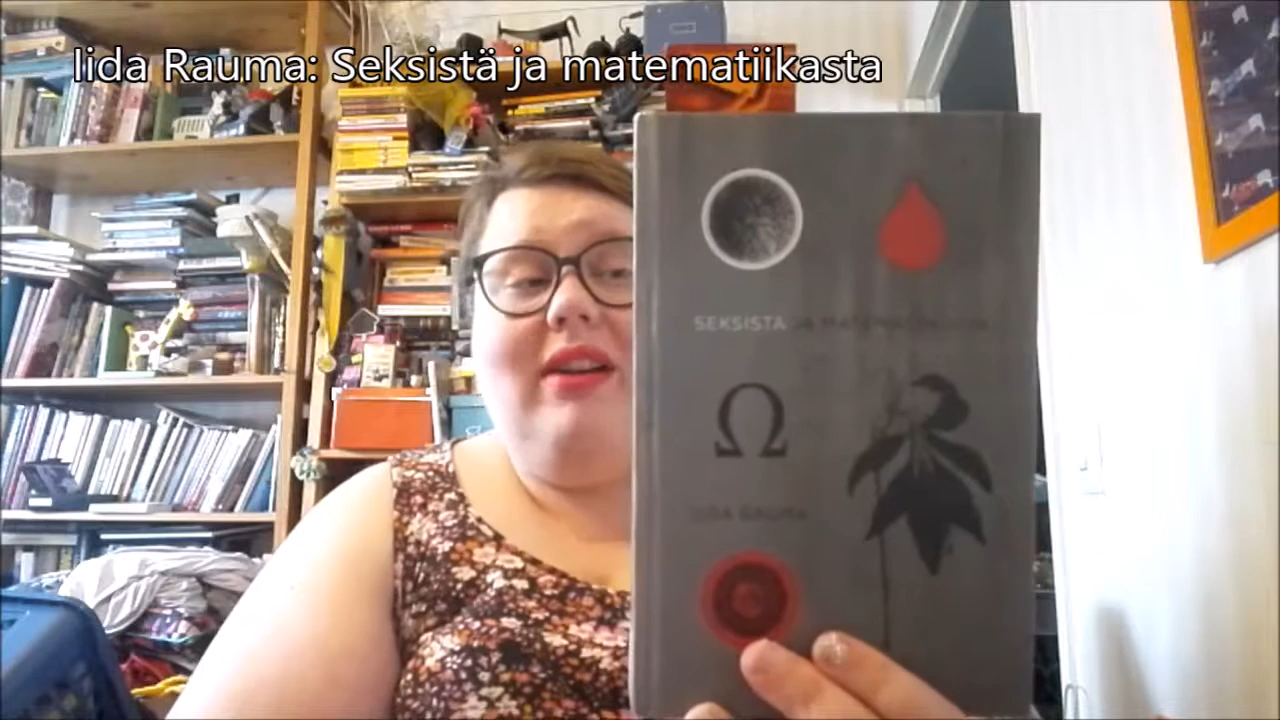 Iida Rauma: Seksistä ja matematiikasta
SEKSISTÄ JA MATEMATIIKASTA
Ω
IIDA RAUMA